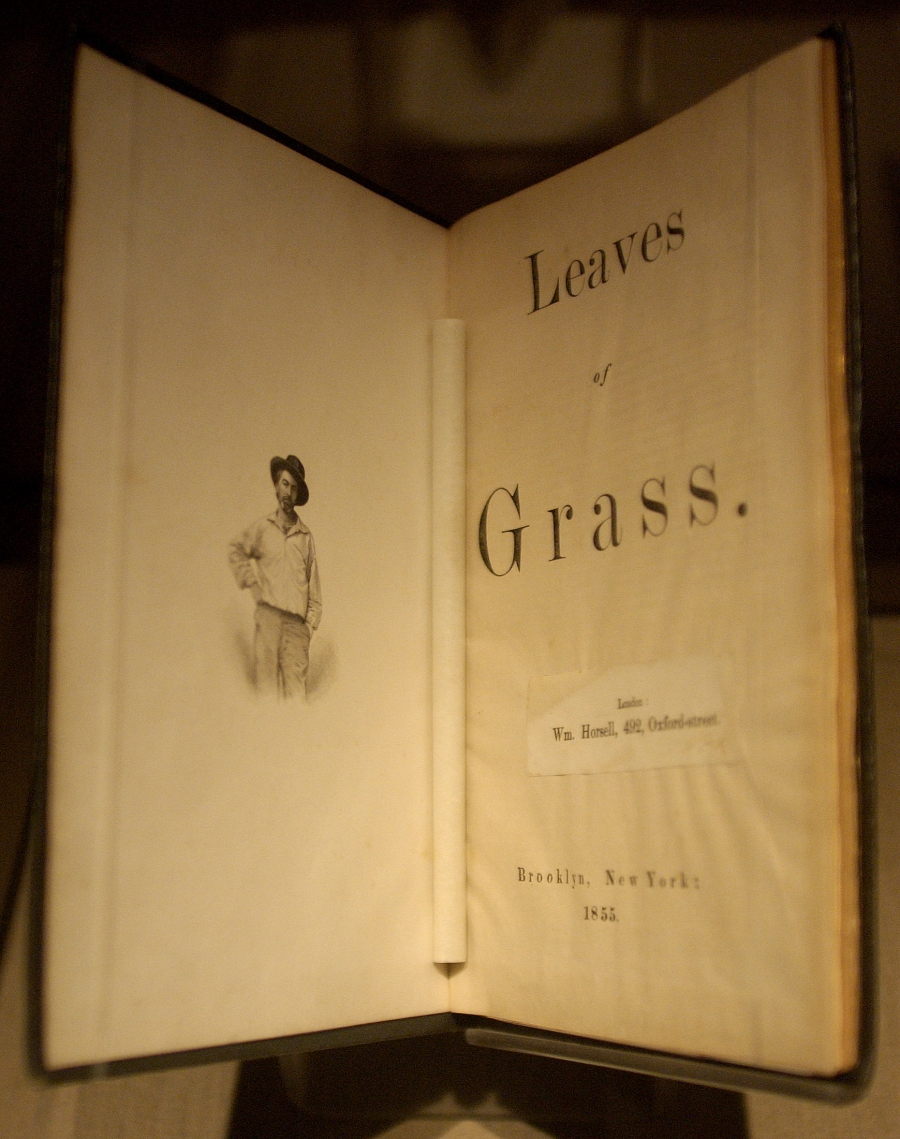 Leaves
of
Grass.
London:
Wm. Horsell, 492, Oxford-street.
Brooklyn, New York:
1855.